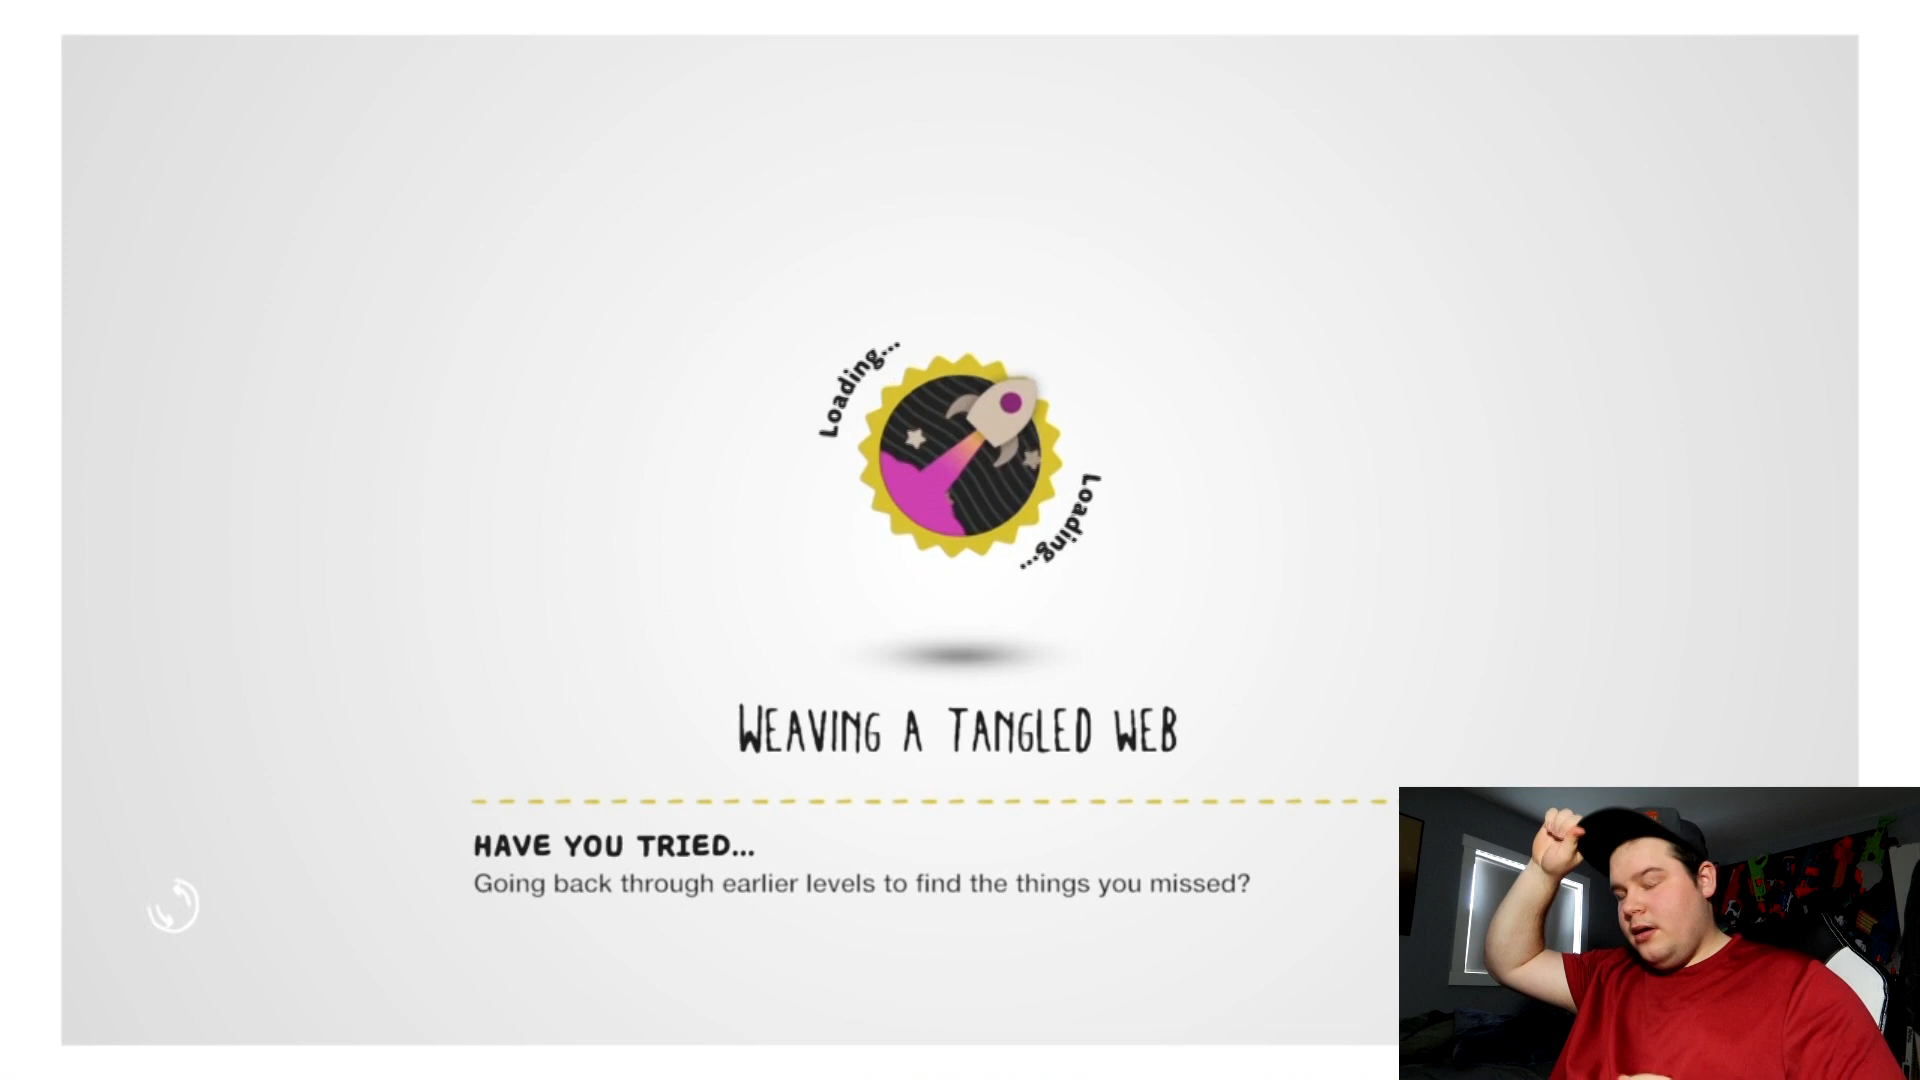 Loading...
Loading...
WEAVING A TANGLED WEB
HAVE YOU TRIED...
Going back through earlier levels to find the things you missed?